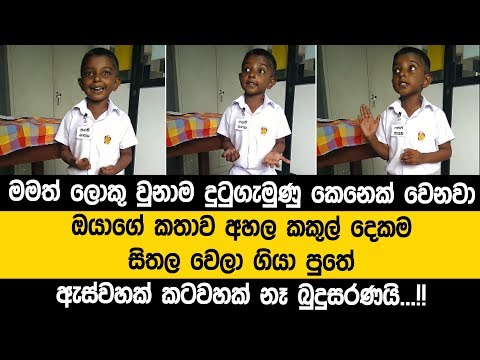 මමත් ලොකු වුනාම දුටුගැමුණු කෙනෙක් වෙනවා
ඔයාගේ කතාව අහල කකුල් දෙකම
සිතල වෙලා ගියා පුතේ
ඇස්වහක් කටවහක් නෑ බුදුසරණයි...!!